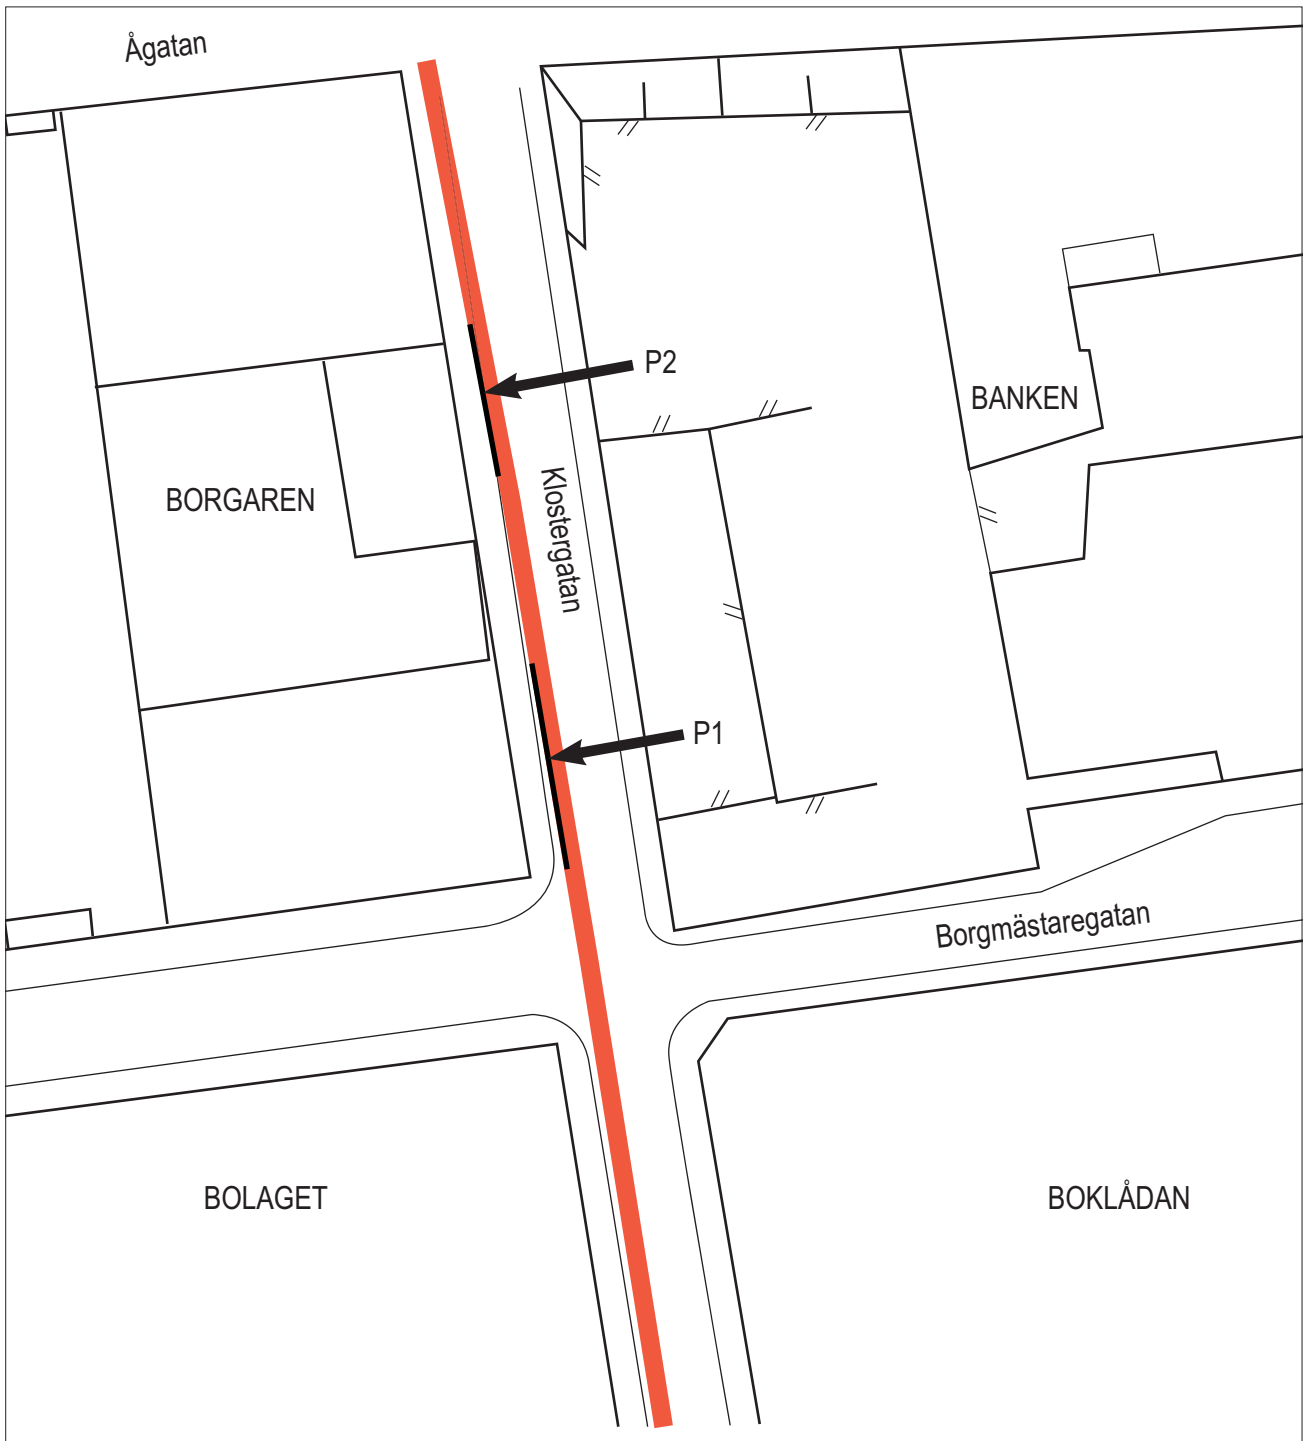 Ågatan
P2
BANKEN
BORGAREN
Klostergatan
P1
Borgmästaregatan
BOLAGET
BOKLÅDAN